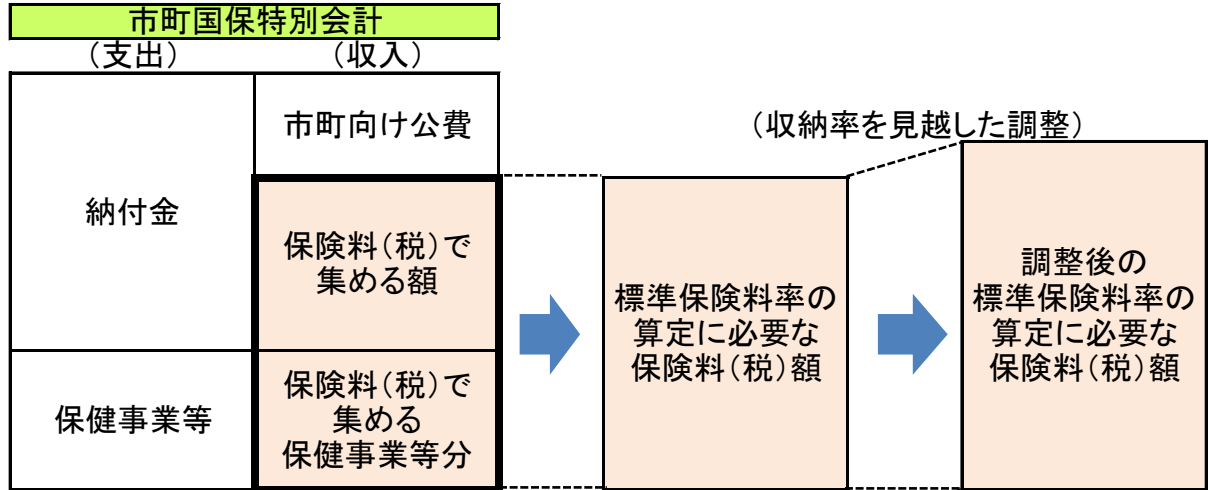 市町国保特別会計
（支出）
（収入）
市町向け公費
（収納率を見越した調整）
納付金
保険料（税）で
集める額
標準保険料率の
算定に必要な
保険料（税）額
調整後の
標準保険料率の
算定に必要な
保険料（税）額
保健事業等
保険料（税）で
集める
保健事業等分